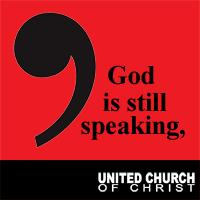 God
is still
speaking,
UNITED CHURCH
OF CHRIST